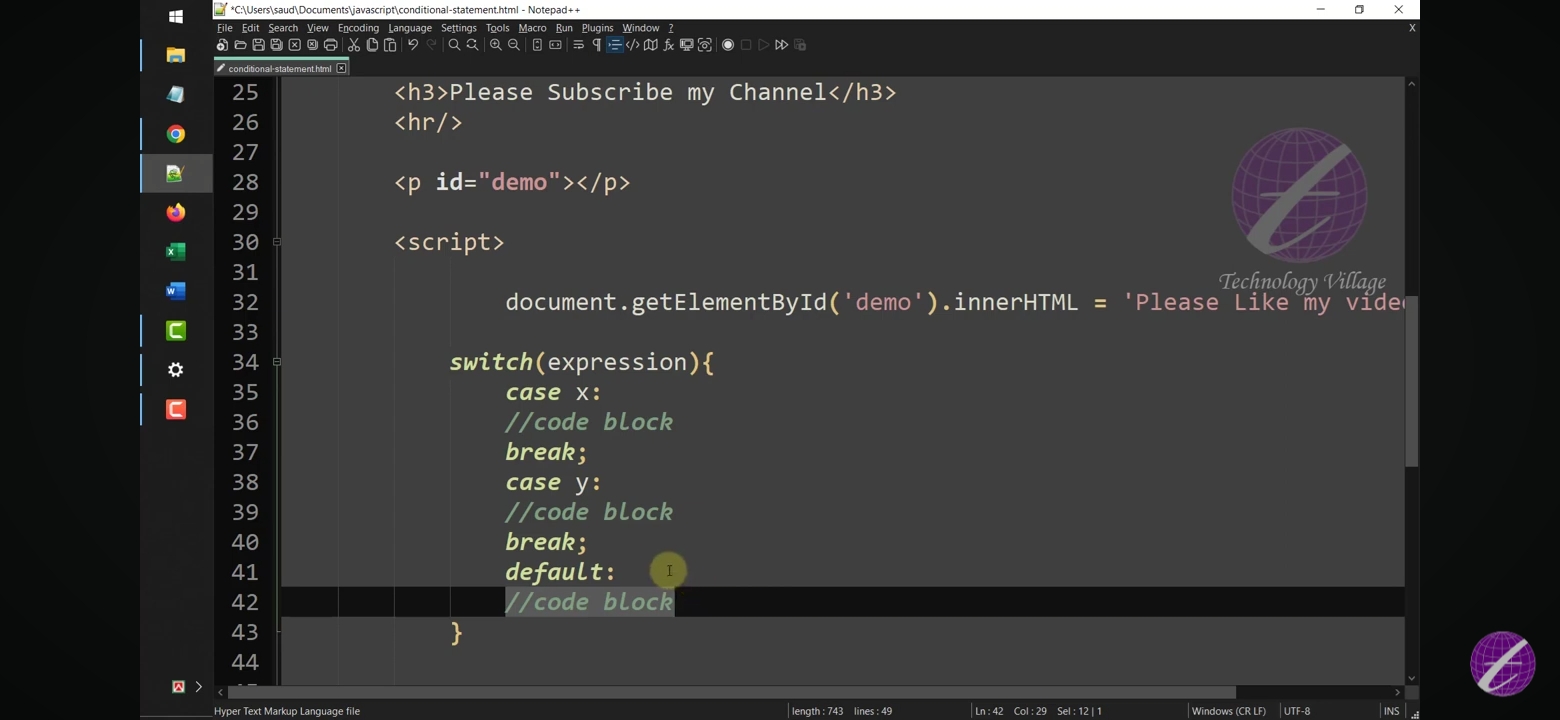 *C:\Users\saud\Documents\javascript\conditional-statement.html - Notepad++
File Edit Search View Encoding Language Settings Tools Macro Run Plugins Window ? X
conditional-statement.html
25 <h3>Please Subscribe my Channel</h3>
26 <hr/>
27
28 <p id="demo"></p>
29
30 <script>
31
32 document.getElementById('demo').innerHTML = 'Please Like my video
33
34 switch(expression){
35 case x:
36 //code block
37 break;
38 case y:
39 //code block
40 break;
41 default:
42 //code block
43 }
44
Technology Village
Hyper Text Markup Language file length : 743 lines : 49 Ln : 42 Col : 29 Sel : 12 | 1 Windows (CR LF) UTF-8 INS